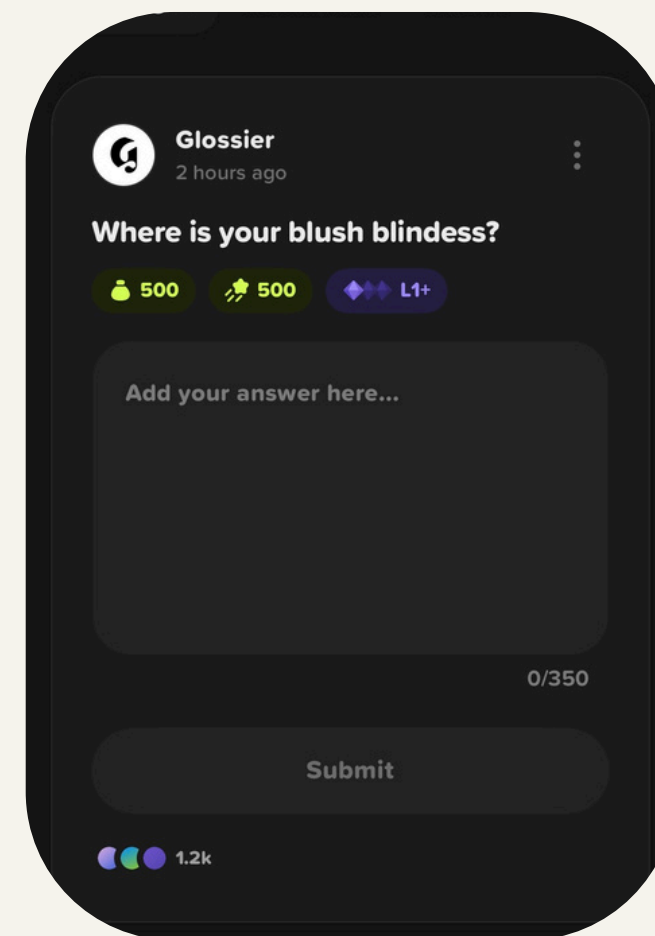 Glossier
2 hours ago
Where is your blush blindess?
500 500 L1+
Add your answer here...
0/350
Submit
1.2k